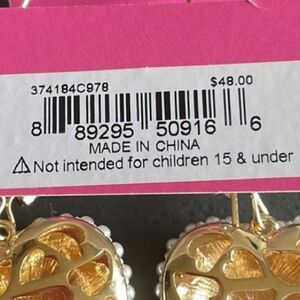 374184C978 $48.00
8 89295 50916 6
MADE IN CHINA
⚠ Not intended for children 15 & under